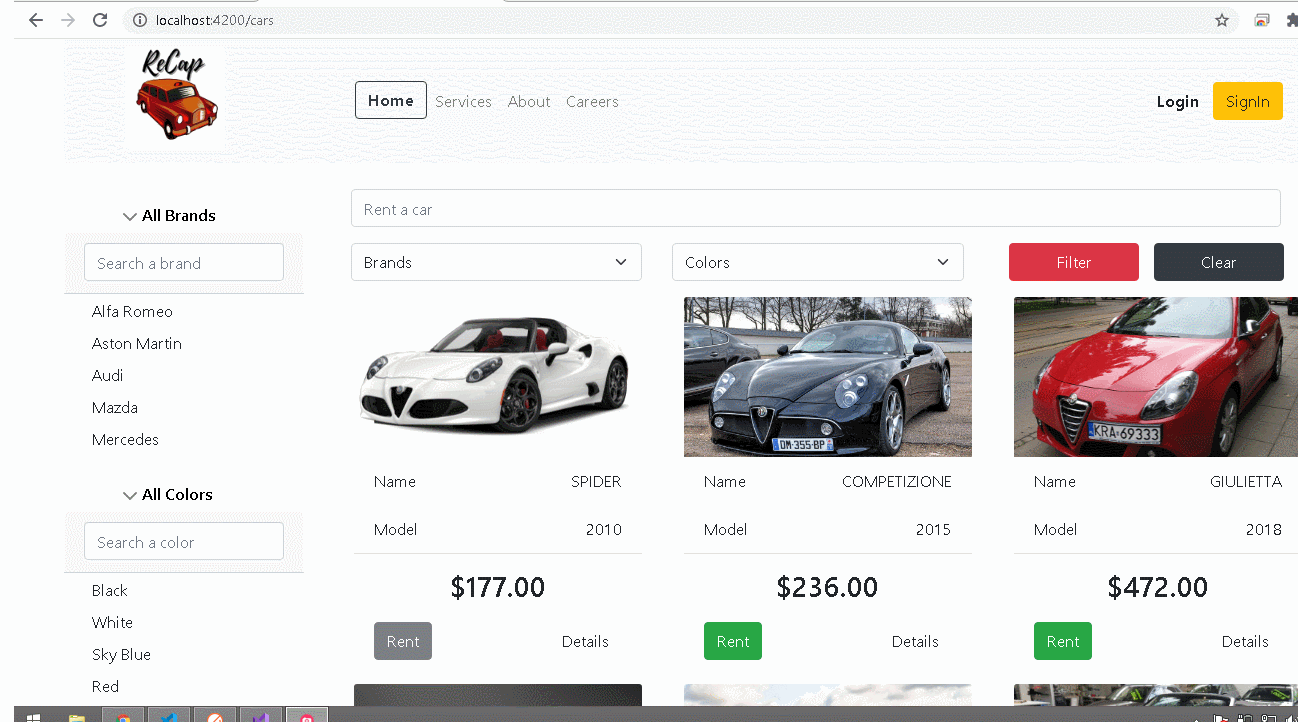 localhost:4200/cars
ReCap
Home Services About Careers Login SignIn
All Brands
Search a brand
Alfa Romeo
Aston Martin
Audi
Mazda
Mercedes
All Colors
Search a color
Black
White
Sky Blue
Red
Rent a car
Brands Colors Filter Clear
DM-355-BP
KRA 69333
Name SPIDER
Model 2010
$177.00
Rent Details
Name COMPETIZIONE
Model 2015
$236.00
Rent Details
Name GIULIETTA
Model 2018
$472.00
Rent Details